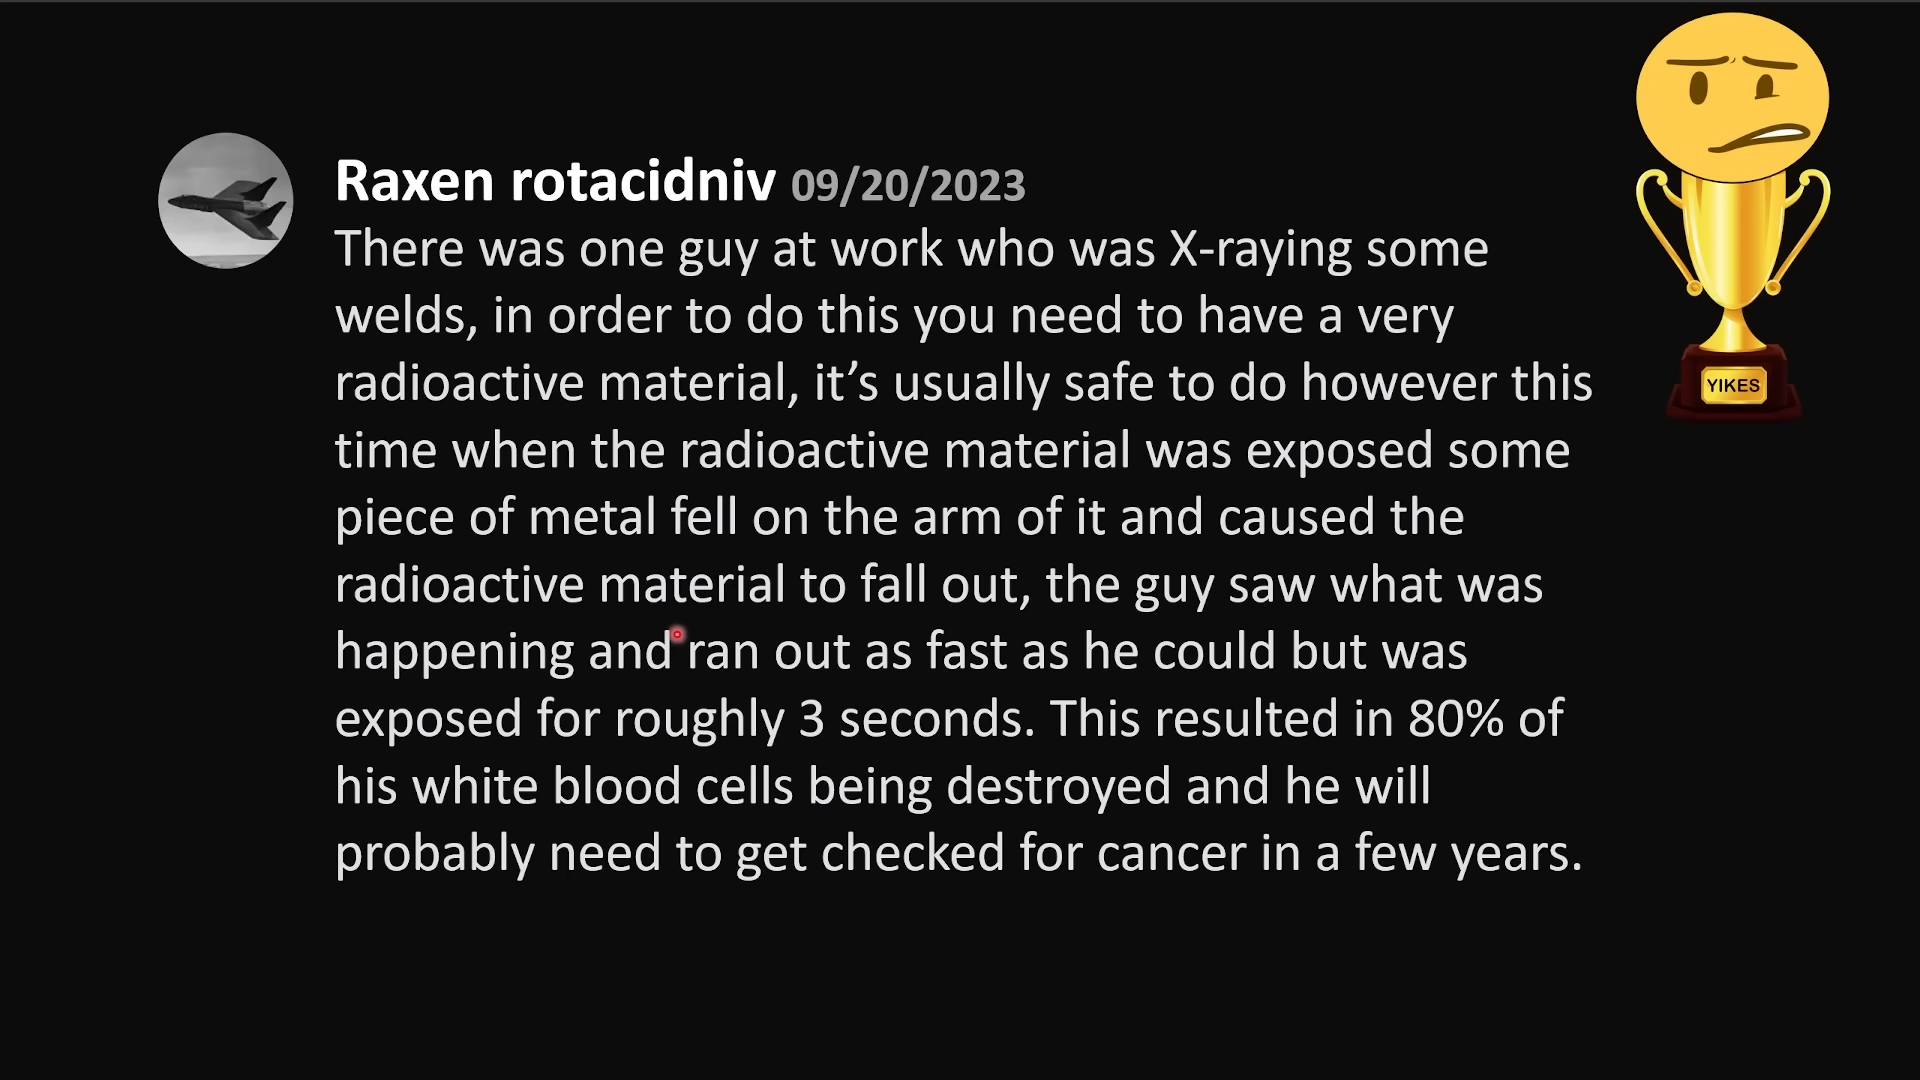 Raxen rotacidniv 09/20/2023
There was one guy at work who was X-raying some
welds, in order to do this you need to have a very
radioactive material, it’s usually safe to do however this
time when the radioactive material was exposed some
piece of metal fell on the arm of it and caused the
radioactive material to fall out, the guy saw what was
happening and ran out as fast as he could but was
exposed for roughly 3 seconds. This resulted in 80% of
his white blood cells being destroyed and he will
probably need to get checked for cancer in a few years.
YIKES